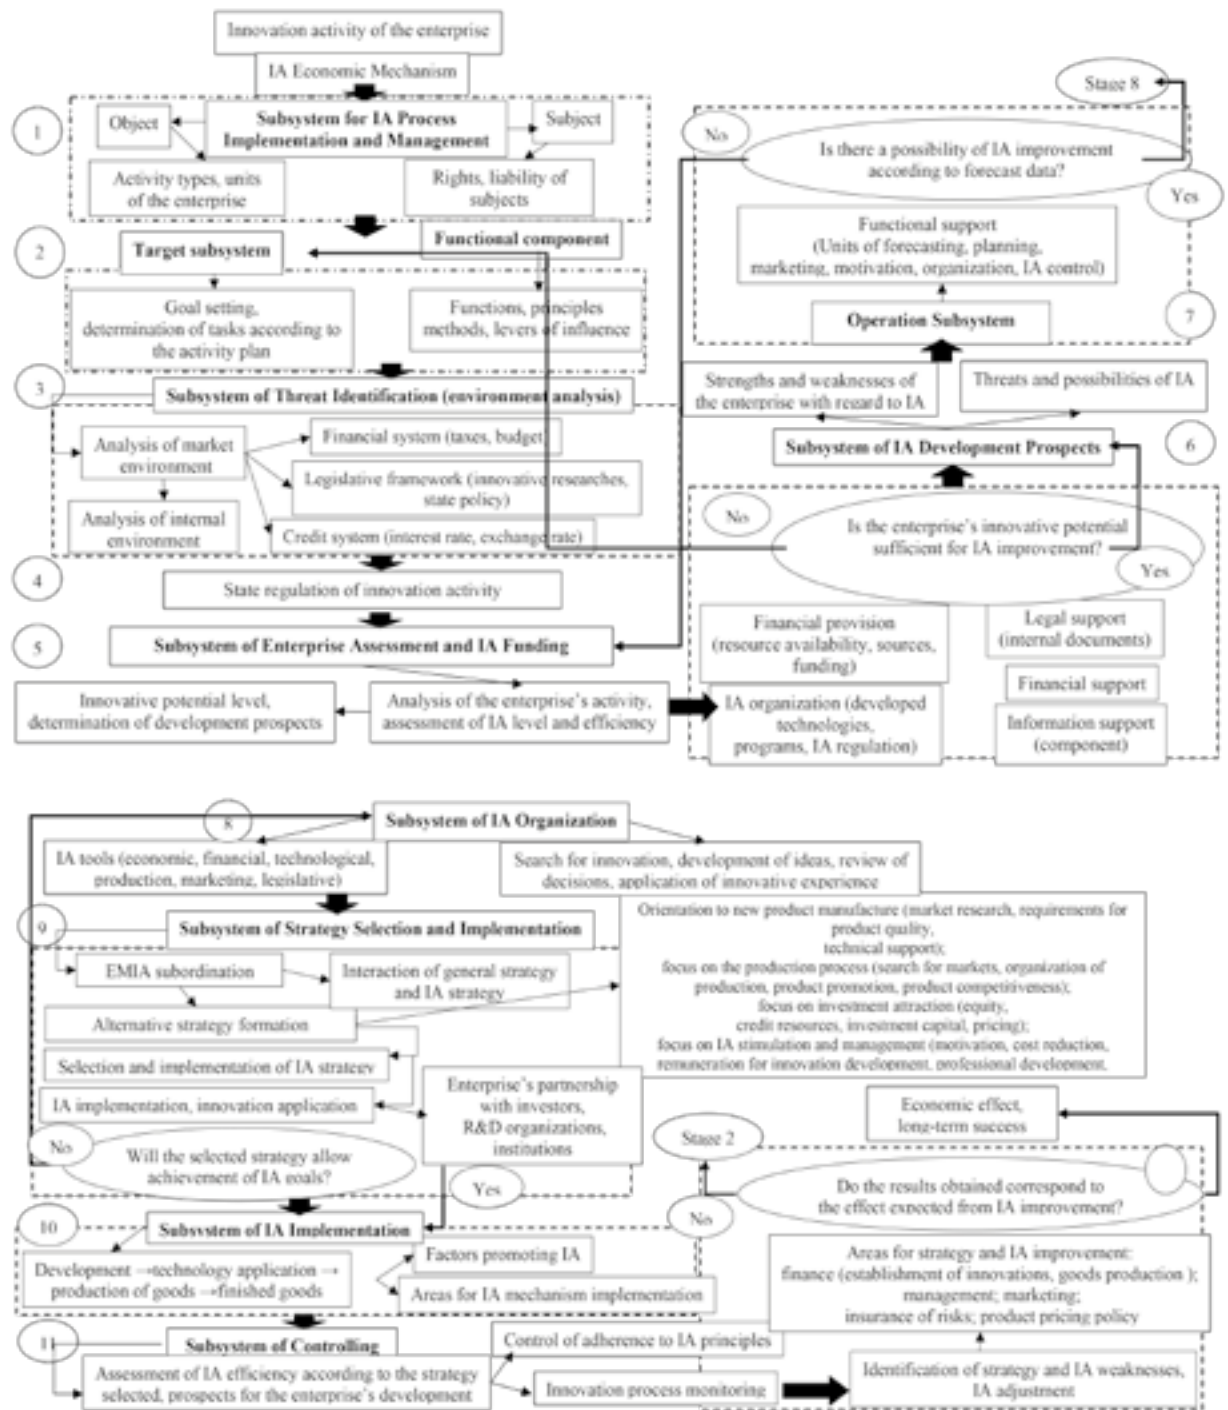 Innovation activity of the enterprise
IA Economic Mechanism
1
Object
Subsystem for IA Process
Implementation and Management
Subject
Activity types, units
of the enterprise
Rights, liability of
subjects
2
Target subsystem
Functional component
Goal setting,
determination of tasks according to
the activity plan
Functions, principles
methods, levers of influence
3
Subsystem of Threat Identification (environment analysis)
Analysis of market
environment
Financial system (taxes, budget
Legislative framework (innovative researches,
state policy)
Analysis of internal
environment
Credit system (interest rate, exchange rate)
4
State regulation of innovation activity
5
Subsystem of Enterprise Assessment and IA Funding
Innovative potential level,
determination of development prospects
Analysis of the enterprise's activity,
assessment of IA level and efficiency
Stage 8
No
Is there a possibility of IA improvement
according to forecast data?
Yes
Functional support
(Units of forecasting, planning,
marketing, motivation, organization, IA control)
Operation Subsystem
7
Strengths and weaknesses of
the enterprise with regard to IA
Threats and possibilities of IA
Subsystem of IA Development Prospects
6
No
Is the enterprise's innovative potential
sufficient for IA improvement?
Yes
Financial provision
(resource availability, sources,
funding)
Legal support
(internal documents)
Financial support
IA organization (developed
technologies,
programs, IA regulation)
Information support
(component)
8
Subsystem of IA Organization
IA tools (economic, financial, technological,
production, marketing, legislative)
Search for innovation, development of ideas, review of
decisions, application of innovative experience
9
Subsystem of Strategy Selection and Implementation
EMIA subordination
Interaction of general strategy
and IA strategy
Alternative strategy formation
Selection and implementation of IA strategy
IA implementation, innovation application
Orientation to new product manufacture (market research, requirements for
product quality,
technical support);
focus on the production process (search for markets, organization of
production, product promotion, product competitiveness);
focus on investment attraction (equity,
credit resources, investment capital, pricing);
focus on IA stimulation and management (motivation, cost reduction,
remuneration for innovation development, professional development,
Enterprise's partnership
with investors,
R&D organizations,
institutions
No
Will the selected strategy allow
achievement of IA goals?
Yes
10
Subsystem of IA Implementation
Development →technology application →
production of goods →finished goods
Factors promoting IA
Areas for IA mechanism implementation
11
Subsystem of Controlling
Assessment of IA efficiency according to the strategy
selected, prospects for the enterprise's development
Control of adherence to IA principles
Innovation process monitoring
Economic effect,
long-term success
Stage 2
Do the results obtained correspond to
the effect expected from IA improvement?
No
Areas for strategy and IA improvement:
finance (establishment of innovations, goods production );
management; marketing;
insurance of risks; product pricing policy
Identification of strategy and IA weaknesses,
IA adjustment